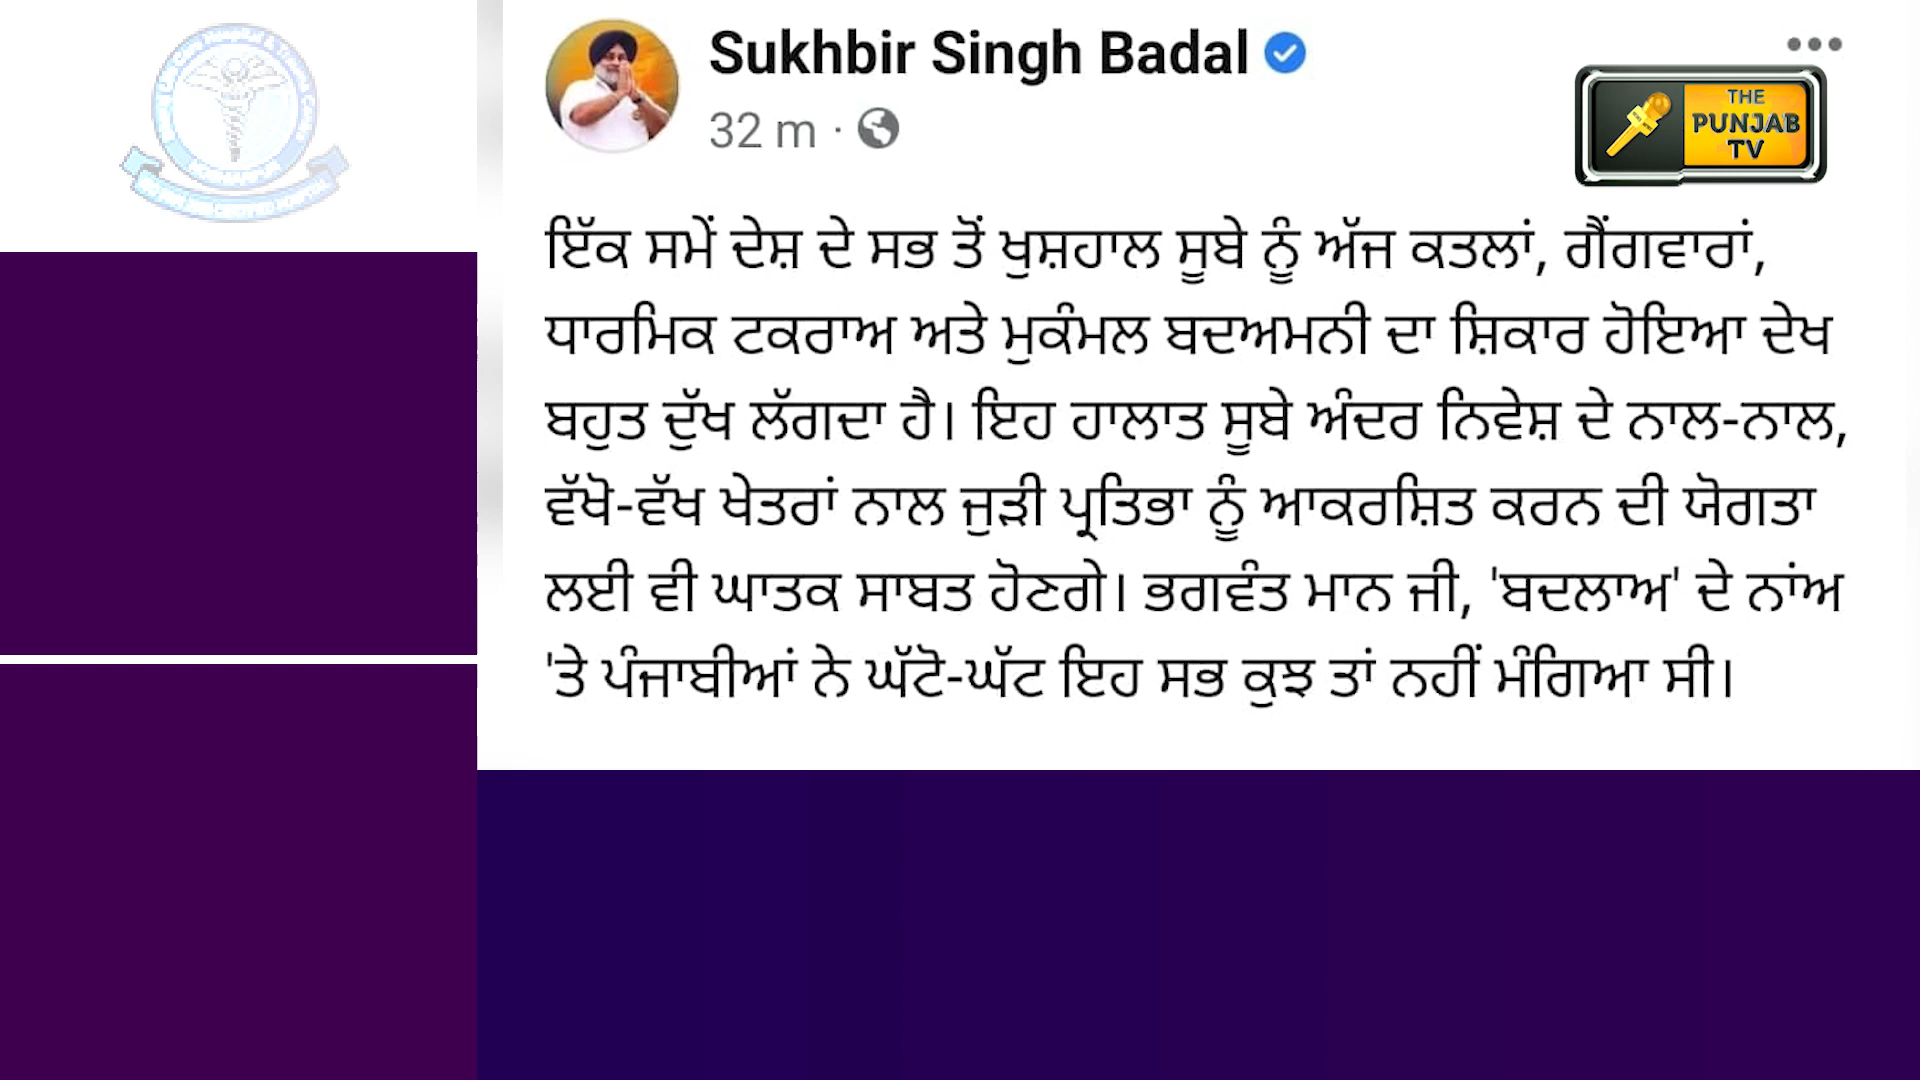 Sukhbir Singh Badal
32 m ·
THE
PUNJAB
TV
ਇੱਕ ਸਮੇਂ ਦੇਸ਼ ਦੇ ਸਭ ਤੋਂ ਖੁਸ਼ਹਾਲ ਸੂਬੇ ਨੂੰ ਅੱਜ ਕਤਲਾਂ, ਗੈਂਗਵਾਰਾਂ,
ਧਾਰਮਿਕ ਟਕਰਾਅ ਅਤੇ ਮੁਕੰਮਲ ਬਦਅਮਨੀ ਦਾ ਸ਼ਿਕਾਰ ਹੋਇਆ ਦੇਖ
ਬਹੁਤ ਦੁੱਖ ਲੱਗਦਾ ਹੈ। ਇਹ ਹਾਲਾਤ ਸੂਬੇ ਅੰਦਰ ਨਿਵੇਸ਼ ਦੇ ਨਾਲ-ਨਾਲ,
ਵੱਖੋ-ਵੱਖ ਖੇਤਰਾਂ ਨਾਲ ਜੁੜੀ ਪ੍ਰਤਿਭਾ ਨੂੰ ਆਕਰਸ਼ਿਤ ਕਰਨ ਦੀ ਯੋਗਤਾ
ਲਈ ਵੀ ਘਾਤਕ ਸਾਬਤ ਹੋਣਗੇ। ਭਗਵੰਤ ਮਾਨ ਜੀ, 'ਬਦਲਾਅ' ਦੇ ਨਾਂਅ
'ਤੇ ਪੰਜਾਬੀਆਂ ਨੇ ਘੱਟੋ-ਘੱਟ ਇਹ ਸਭ ਕੁਝ ਤਾਂ ਨਹੀਂ ਮੰਗਿਆ ਸੀ।